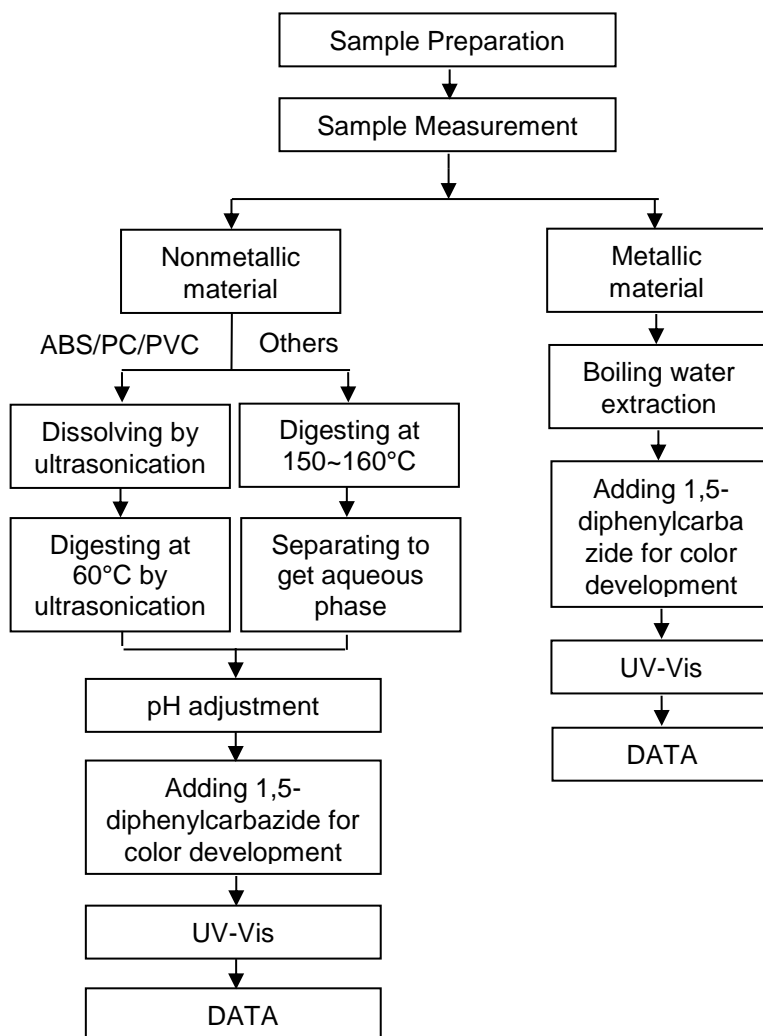 Sample Preparation
Sample Measurement
Nonmetallic
material
Metallic
material
ABS/PC/PVC
Others
Boiling water
extraction
Dissolving by
ultrasonication
Digesting at
150~160°C
Adding 1,5-
diphenylcarba
zide for color
development
Digesting at
60°C by
ultrasonication
Separating to
get aqueous
phase
UV-Vis
pH adjustment
DATA
Adding 1,5-
diphenylcarbazide for
color development
UV-Vis
DATA